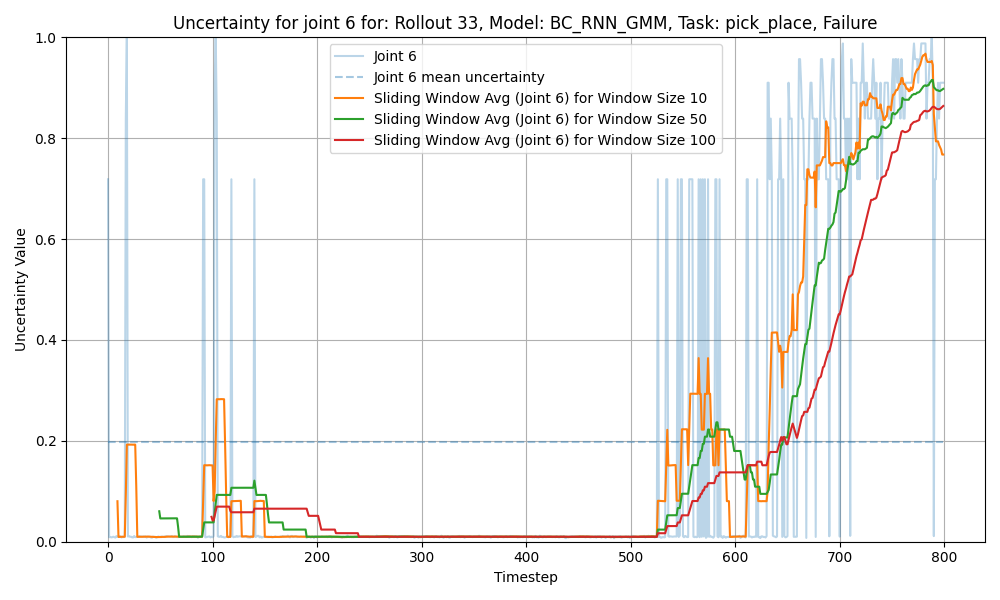 Uncertainty for joint 6 for: Rollout 33, Model: BC_RNN_GMM, Task: pick_place, Failure
Joint 6
Joint 6 mean uncertainty
Sliding Window Avg (Joint 6) for Window Size 10
Sliding Window Avg (Joint 6) for Window Size 50
Sliding Window Avg (Joint 6) for Window Size 100
Uncertainty Value
1.0
0.8
0.6
0.4
0.2
0.0
0 100 200 300 400 500 600 700 800
Timestep